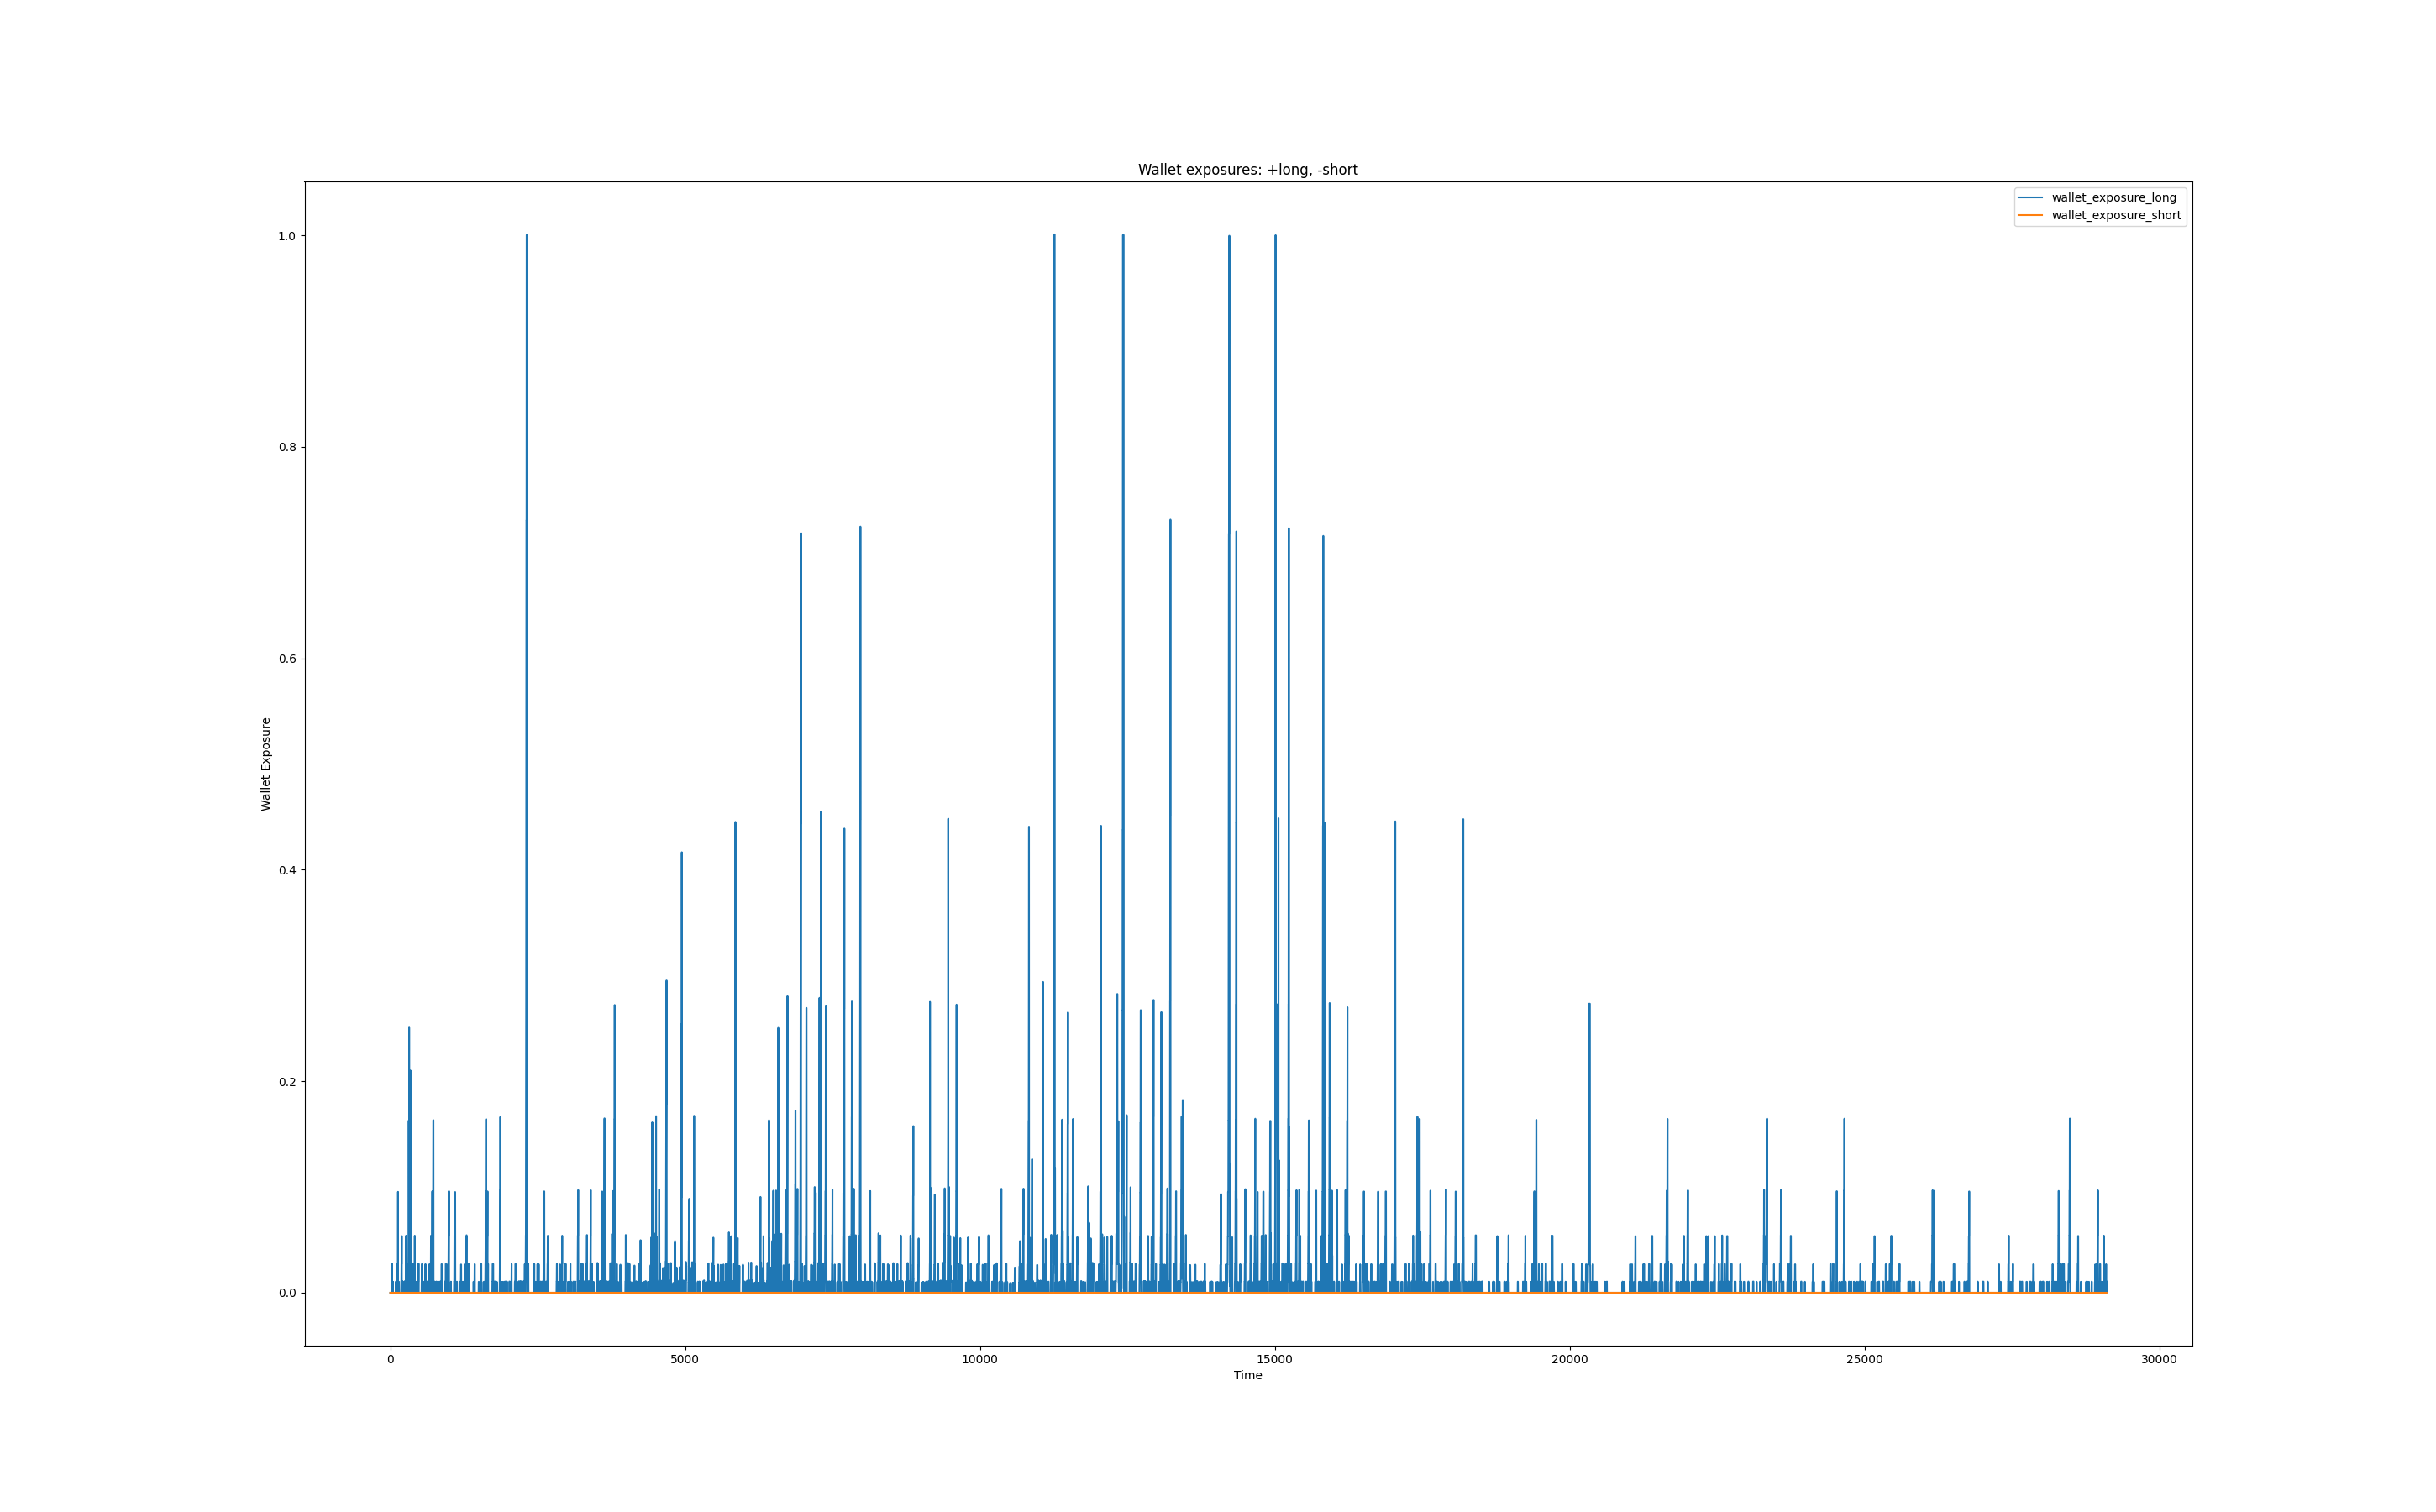 Wallet exposures: +long, -short
wallet_exposure_long
wallet_exposure_short
1.0
0.8
0.6
0.4
0.2
0.0
Wallet Exposure
0 5000 10000 15000 20000 25000 30000
Time